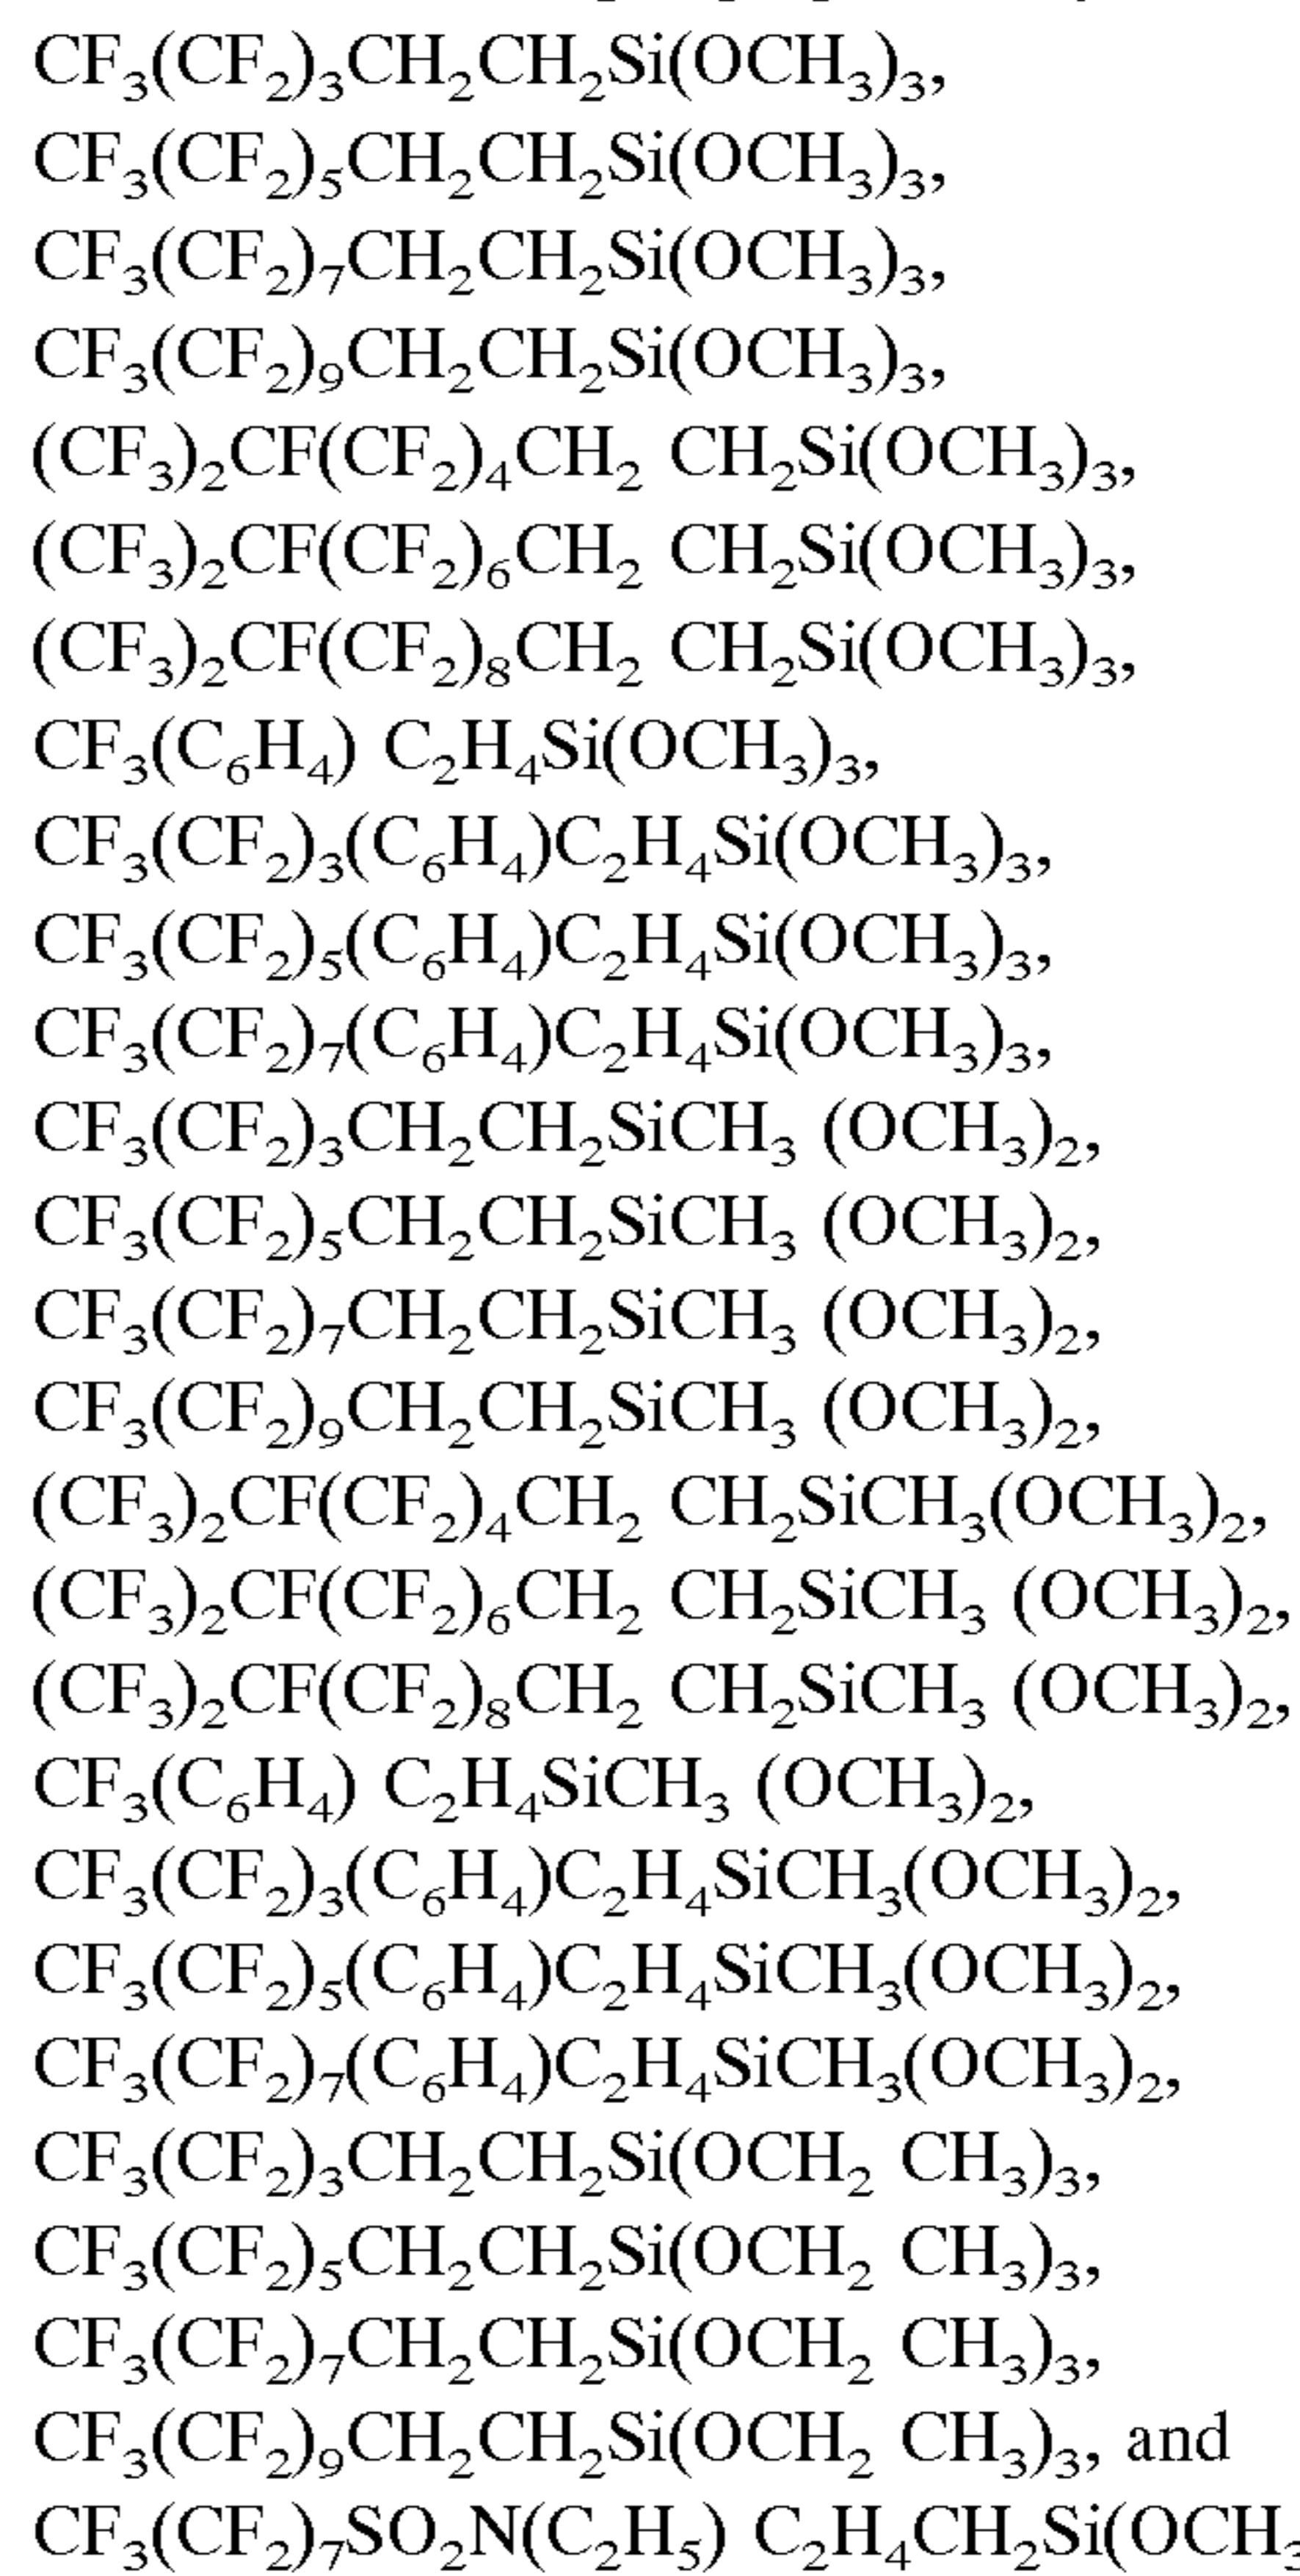 CF₃(CF₂)₃CH₂CH₂Si(OCH₃)₃,
CF₃(CF₂)₅CH₂CH₂Si(OCH₃)₃,
CF₃(CF₂)₇CH₂CH₂Si(OCH₃)₃,
CF₃(CF₂)₉CH₂CH₂Si(OCH₃)₃,
(CF₃)₂CF(CF₂)₄CH₂ CH₂Si(OCH₃)₃,
(CF₃)₂CF(CF₂)₆CH₂ CH₂Si(OCH₃)₃,
(CF₃)₂CF(CF₂)₈CH₂ CH₂Si(OCH₃)₃,
CF₃(C₆H₄) C₂H₄Si(OCH₃)₃,
CF₃(CF₂)₃(C₆H₄)C₂H₄Si(OCH₃)₃,
CF₃(CF₂)₅(C₆H₄)C₂H₄Si(OCH₃)₃,
CF₃(CF₂)₇(C₆H₄)C₂H₄Si(OCH₃)₃,
CF₃(CF₂)₃CH₂CH₂SiCH₃ (OCH₃)₂,
CF₃(CF₂)₅CH₂CH₂SiCH₃ (OCH₃)₂,
CF₃(CF₂)₇CH₂CH₂SiCH₃ (OCH₃)₂,
CF₃(CF₂)₉CH₂CH₂SiCH₃ (OCH₃)₂,
(CF₃)₂CF(CF₂)₄CH₂ CH₂SiCH₃(OCH₃)₂,
(CF₃)₂CF(CF₂)₆CH₂ CH₂SiCH₃ (OCH₃)₂,
(CF₃)₂CF(CF₂)₈CH₂ CH₂SiCH₃ (OCH₃)₂,
CF₃(C₆H₄) C₂H₄SiCH₃ (OCH₃)₂,
CF₃(CF₂)₃(C₆H₄)C₂H₄SiCH₃(OCH₃)₂,
CF₃(CF₂)₅(C₆H₄)C₂H₄SiCH₃(OCH₃)₂,
CF₃(CF₂)₇(C₆H₄)C₂H₄SiCH₃(OCH₃)₂,
CF₃(CF₂)₃CH₂CH₂Si(OCH₂ CH₃)₃,
CF₃(CF₂)₅CH₂CH₂Si(OCH₂ CH₃)₃,
CF₃(CF₂)₇CH₂CH₂Si(OCH₂ CH₃)₃,
CF₃(CF₂)₉CH₂CH₂Si(OCH₂ CH₃)₃, and
CF₃(CF₂)₇SO₂N(C₂H₅) C₂H₄CH₂Si(OCH₃